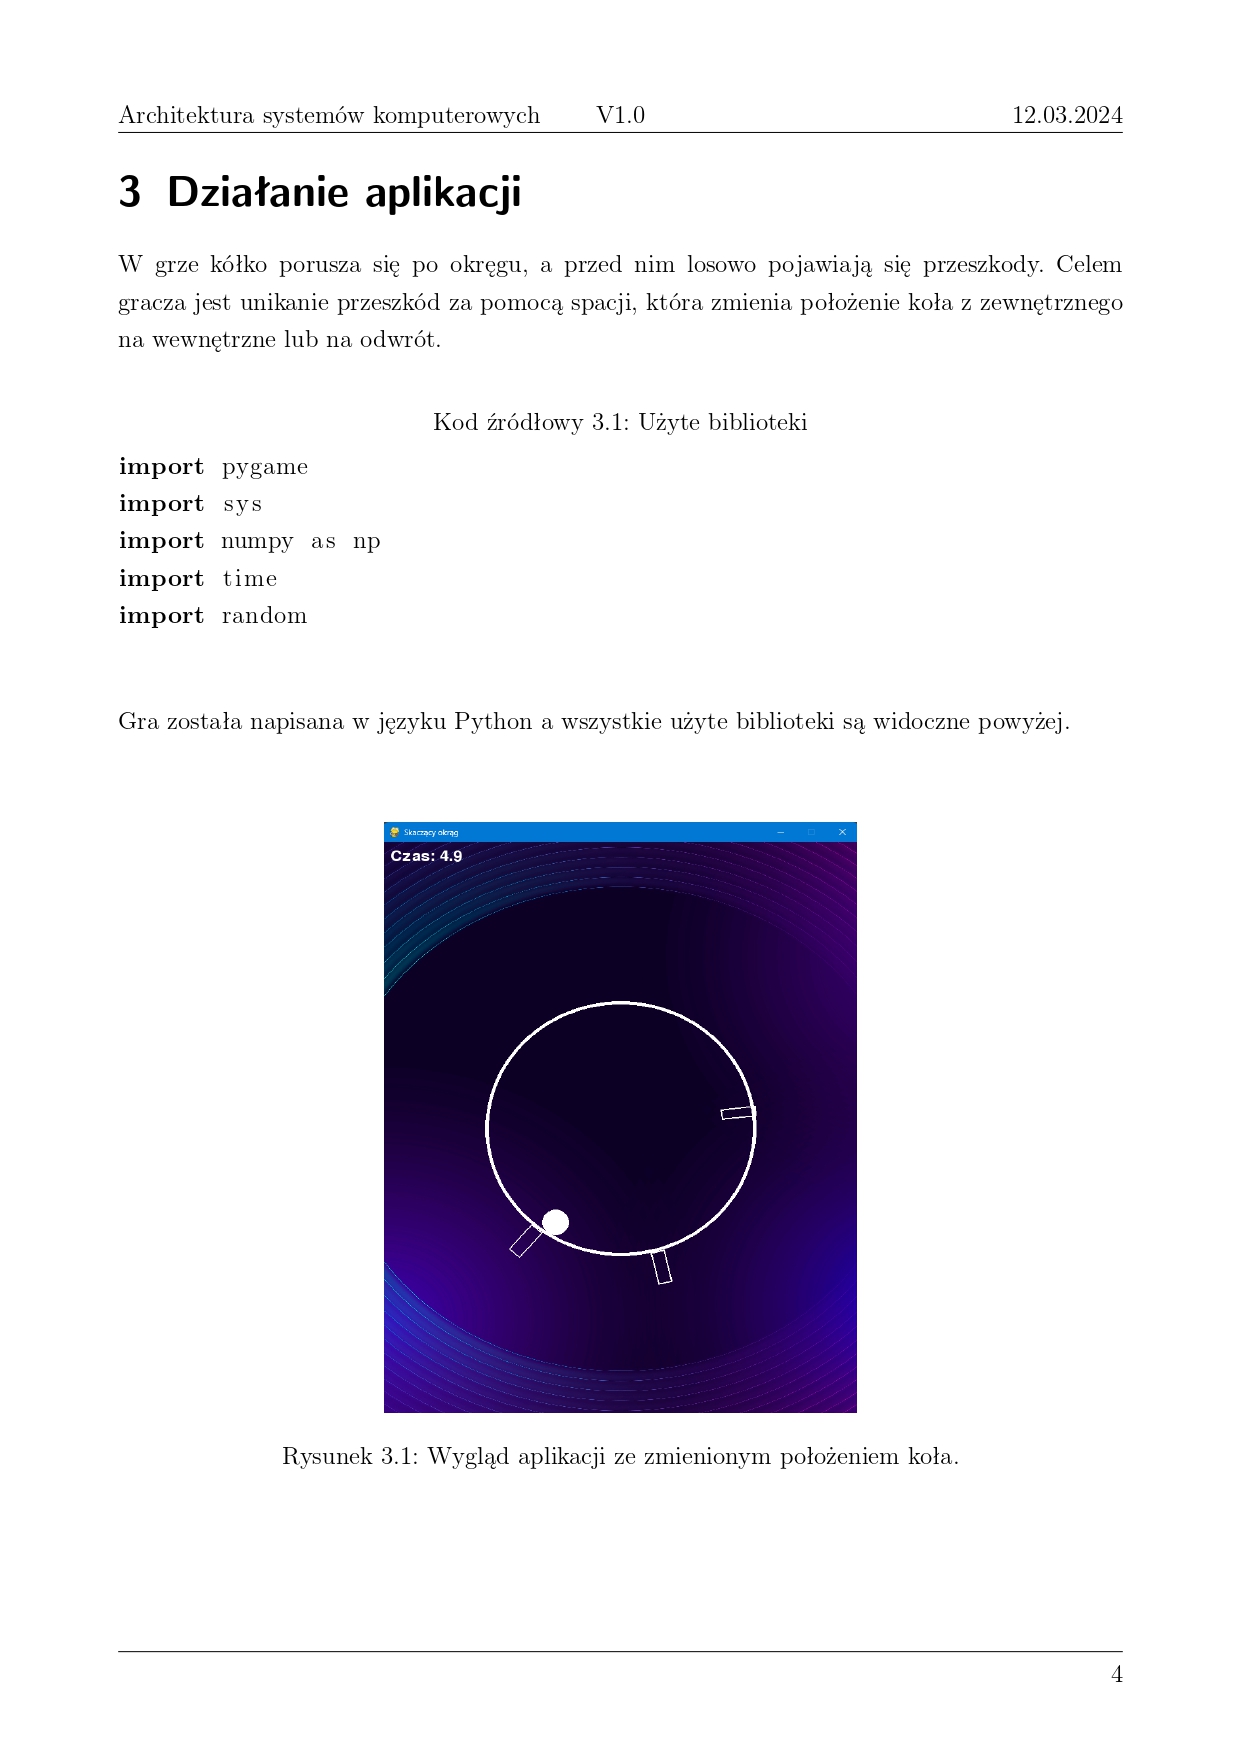 Architektura systemów komputerowych V1.0 12.03.2024
3 Działanie aplikacji
W grze kółko porusza się po okręgu, a przed nim losowo pojawiają się przeszkody. Celem
gracza jest unikanie przeszkód za pomocą spacji, która zmienia położenie koła z zewnętrznego
na wewnętrzne lub na odwrót.
Kod źródłowy 3.1: Użyte biblioteki
import pygame
import sys
import numpy as np
import time
import random
Gra została napisana w języku Python a wszystkie użyte biblioteki są widoczne powyżej.
Skaczący okrąg
Czas: 4.9
Rysunek 3.1: Wygląd aplikacji ze zmienionym położeniem koła.
4